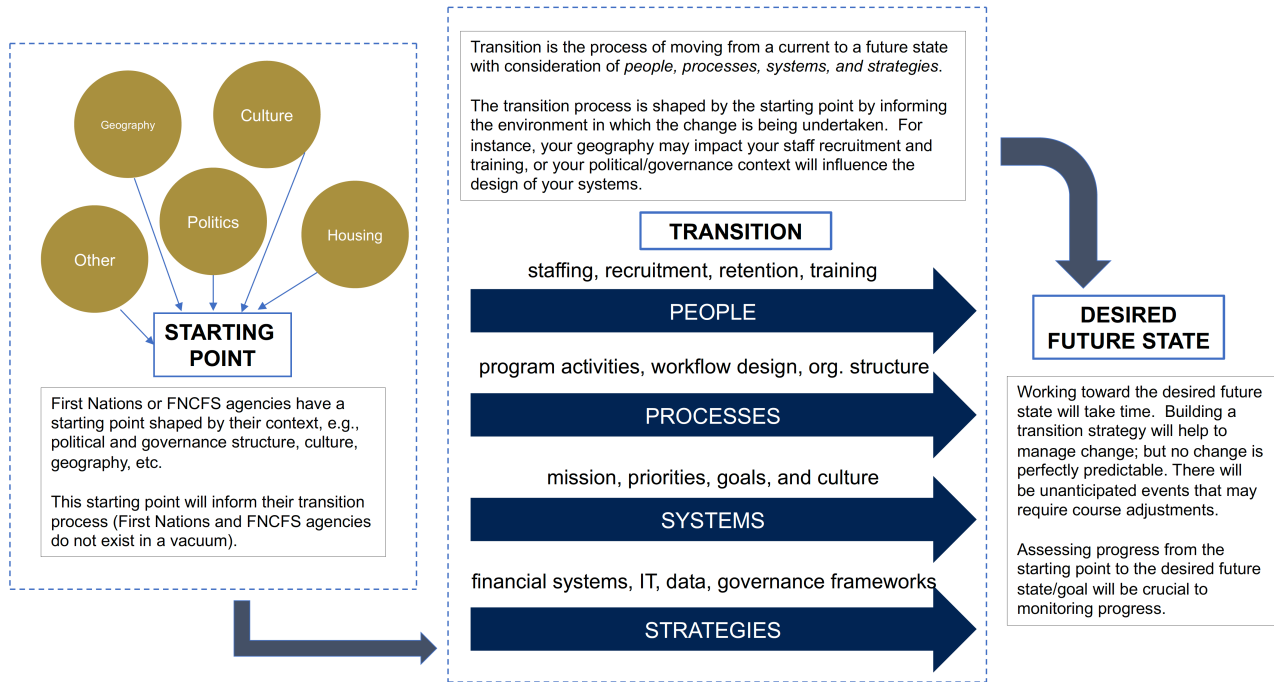 Geography
Culture
Politics
Housing
Other
STARTING
POINT
First Nations or FNCFS agencies have a
starting point shaped by their context, e.g.,
political and governance structure, culture,
geography, etc.
This starting point will inform their transition
process (First Nations and FNCFS agencies
do not exist in a vacuum).
Transition is the process of moving from a current to a future state
with consideration of people, processes, systems, and strategies.
The transition process is shaped by the starting point by informing
the environment in which the change is being undertaken.  For
instance, your geography may impact your staff recruitment and
training, or your political/governance context will influence the
design of your systems.
TRANSITION
staffing, recruitment, retention, training
PEOPLE
program activities, workflow design, org. structure
PROCESSES
mission, priorities, goals, and culture
SYSTEMS
financial systems, IT, data, governance frameworks
STRATEGIES
DESIRED
FUTURE STATE
Working toward the desired future
state will take time.  Building a
transition strategy will help to
manage change; but no change is
perfectly predictable. There will
be unanticipated events that may
require course adjustments.
Assessing progress from the
starting point to the desired future
state/goal will be crucial to
monitoring progress.